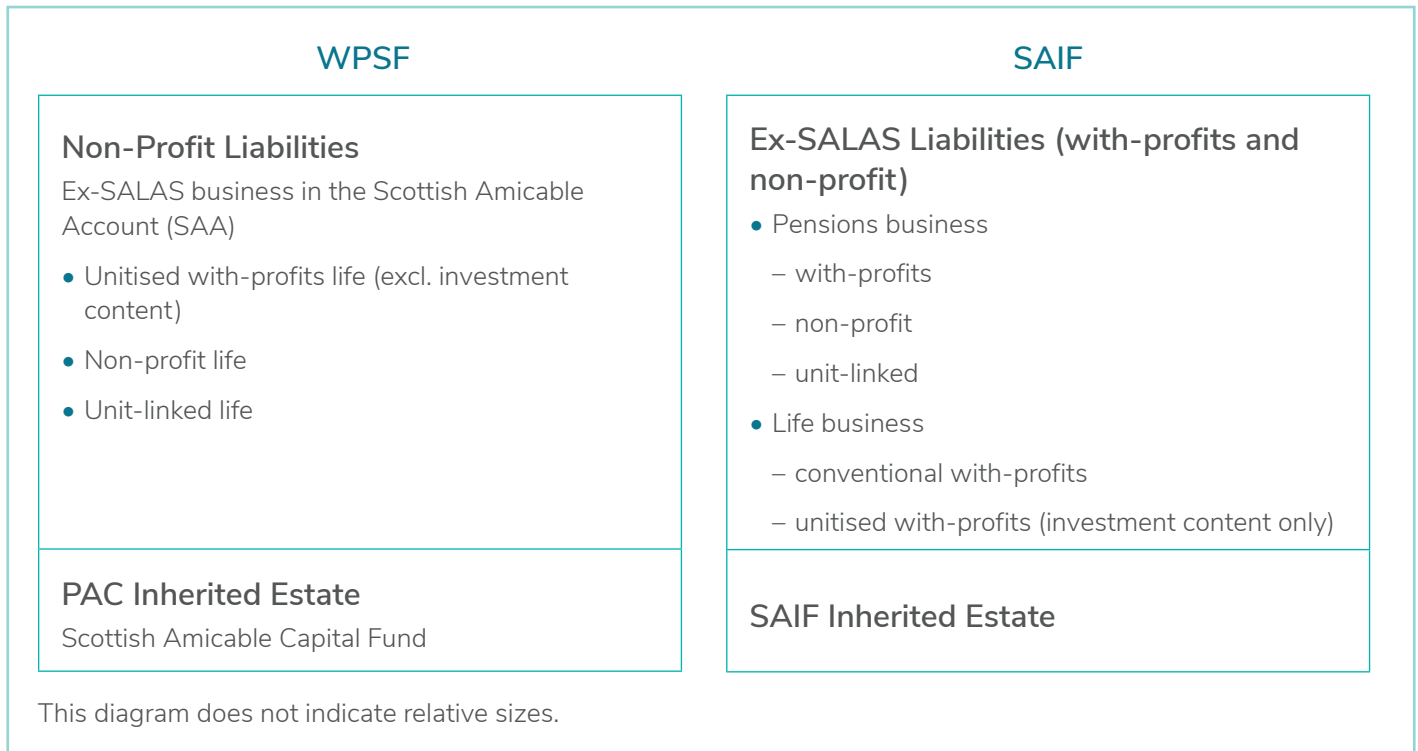 WPSF
Non-Profit Liabilities
Ex-SALAS business in the Scottish Amicable
Account (SAA)
• Unitised with-profits life (excl. investment
content)
• Non-profit life
• Unit-linked life
PAC Inherited Estate
Scottish Amicable Capital Fund
SAIF
Ex-SALAS Liabilities (with-profits and
non-profit)
• Pensions business
– with-profits
– non-profit
– unit-linked
• Life business
– conventional with-profits
– unitised with-profits (investment content only)
SAIF Inherited Estate
This diagram does not indicate relative sizes.